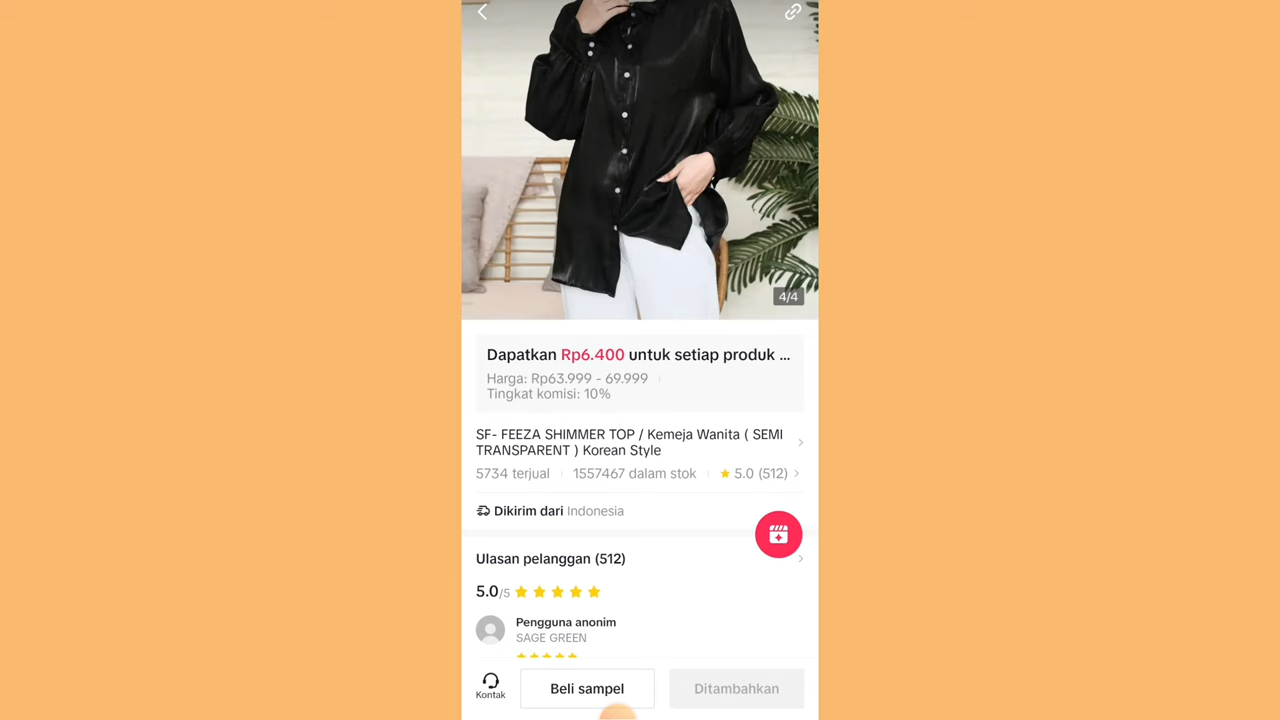 4/4
Dapatkan Rp6.400 untuk setiap produk ...
Harga: Rp63.999 - 69.999
Tingkat komisi: 10%
SF- FEEZA SHIMMER TOP / Kemeja Wanita ( SEMI
TRANSPARENT ) Korean Style
5734 terjual 1557467 dalam stok 5.0 (512)
Dikirim dari Indonesia
Ulasan pelanggan (512)
5.0/5
Pengguna anonim
SAGE GREEN
Kontak
Beli sampel
Ditambahkan